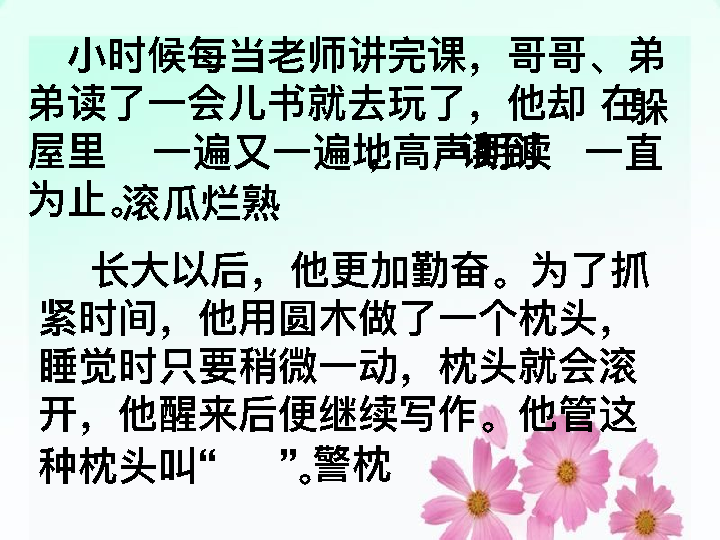 小时候每当老师讲完课，哥哥、弟
弟读了一会儿书就去玩了，他却 在躲
屋里 一遍又一遍地，高声朗读 读到 一直
为止。滚瓜烂熟
长大以后，他更加勤奋。为了抓
紧时间，他用圆木做了一个枕头，
睡觉时只要稍微一动，枕头就会滚
开，他醒来后便继续写作。他管这
种枕头叫“ ”。警枕